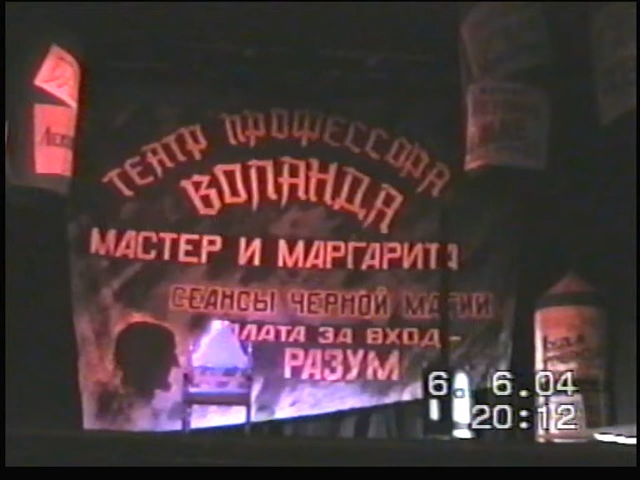 ТЕАТР ПРОФЕССОРА
ВОЛАНДА
МАСТЕР И МАРГАРИТА
СЕАНСЫ ЧЕРНОЙ МАГИИ
ПЛАТА ЗА ВХОД-
РАЗУМ
6. 6.04
20:12